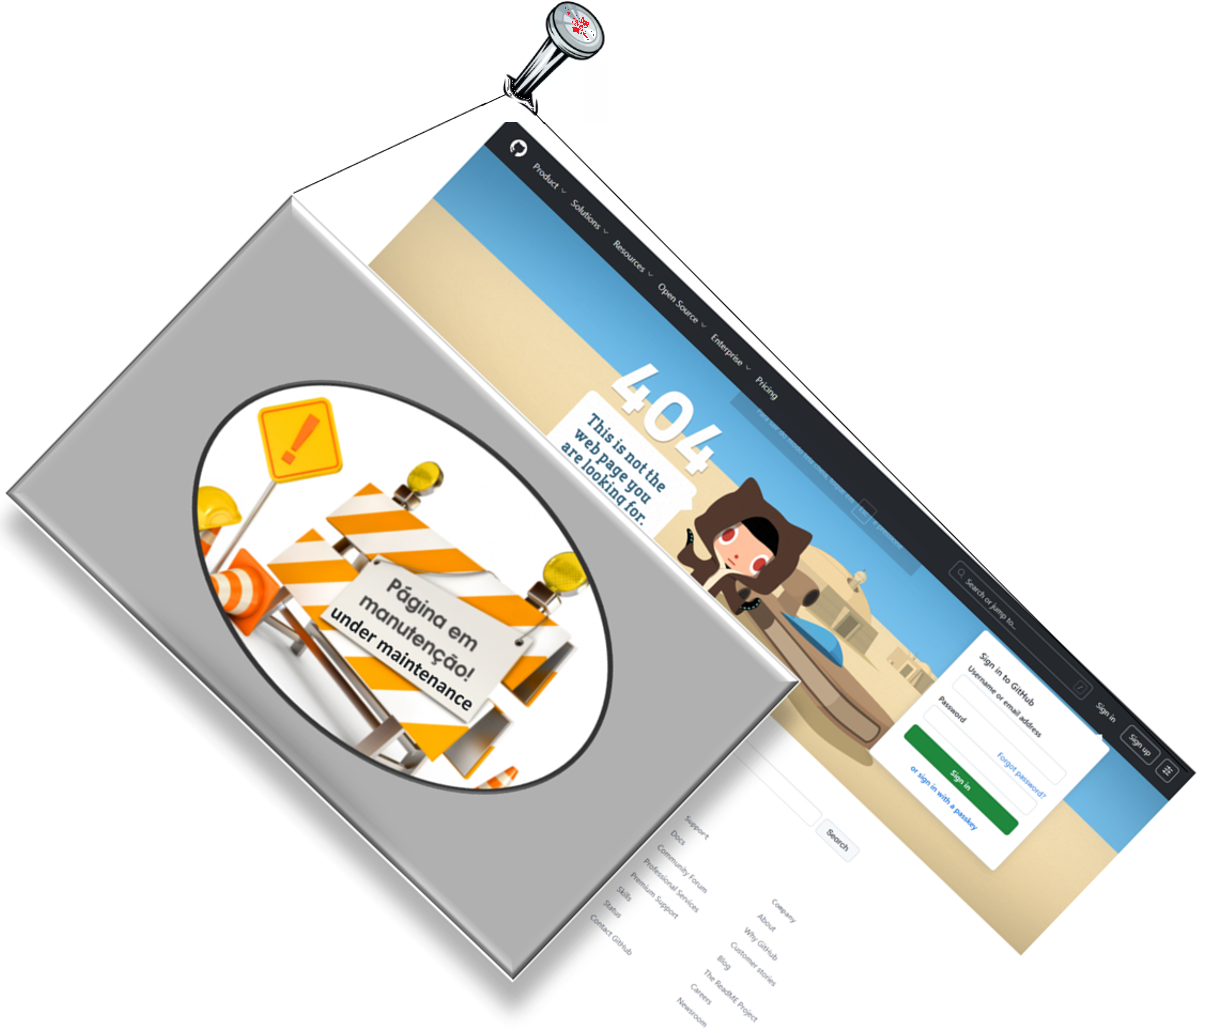 Product
Solutions
Resources
Open Source
Enterprise
Pricing
Search or jump to...
/
Sign in
Sign up
404
This is not the
web page you
are looking for.
Sign in to GitHub
Username or email address
Password
Forgot password?
Sign in
or sign in with a passkey
!
Página em
manutenção!
under maintenance
Search
Support
Docs
Community Forum
Professional Services
Premium Support
Skills
Status
Contact GitHub
Company
About
Why GitHub
Customer stories
Blog
The ReadME Project
Careers
Newsroom